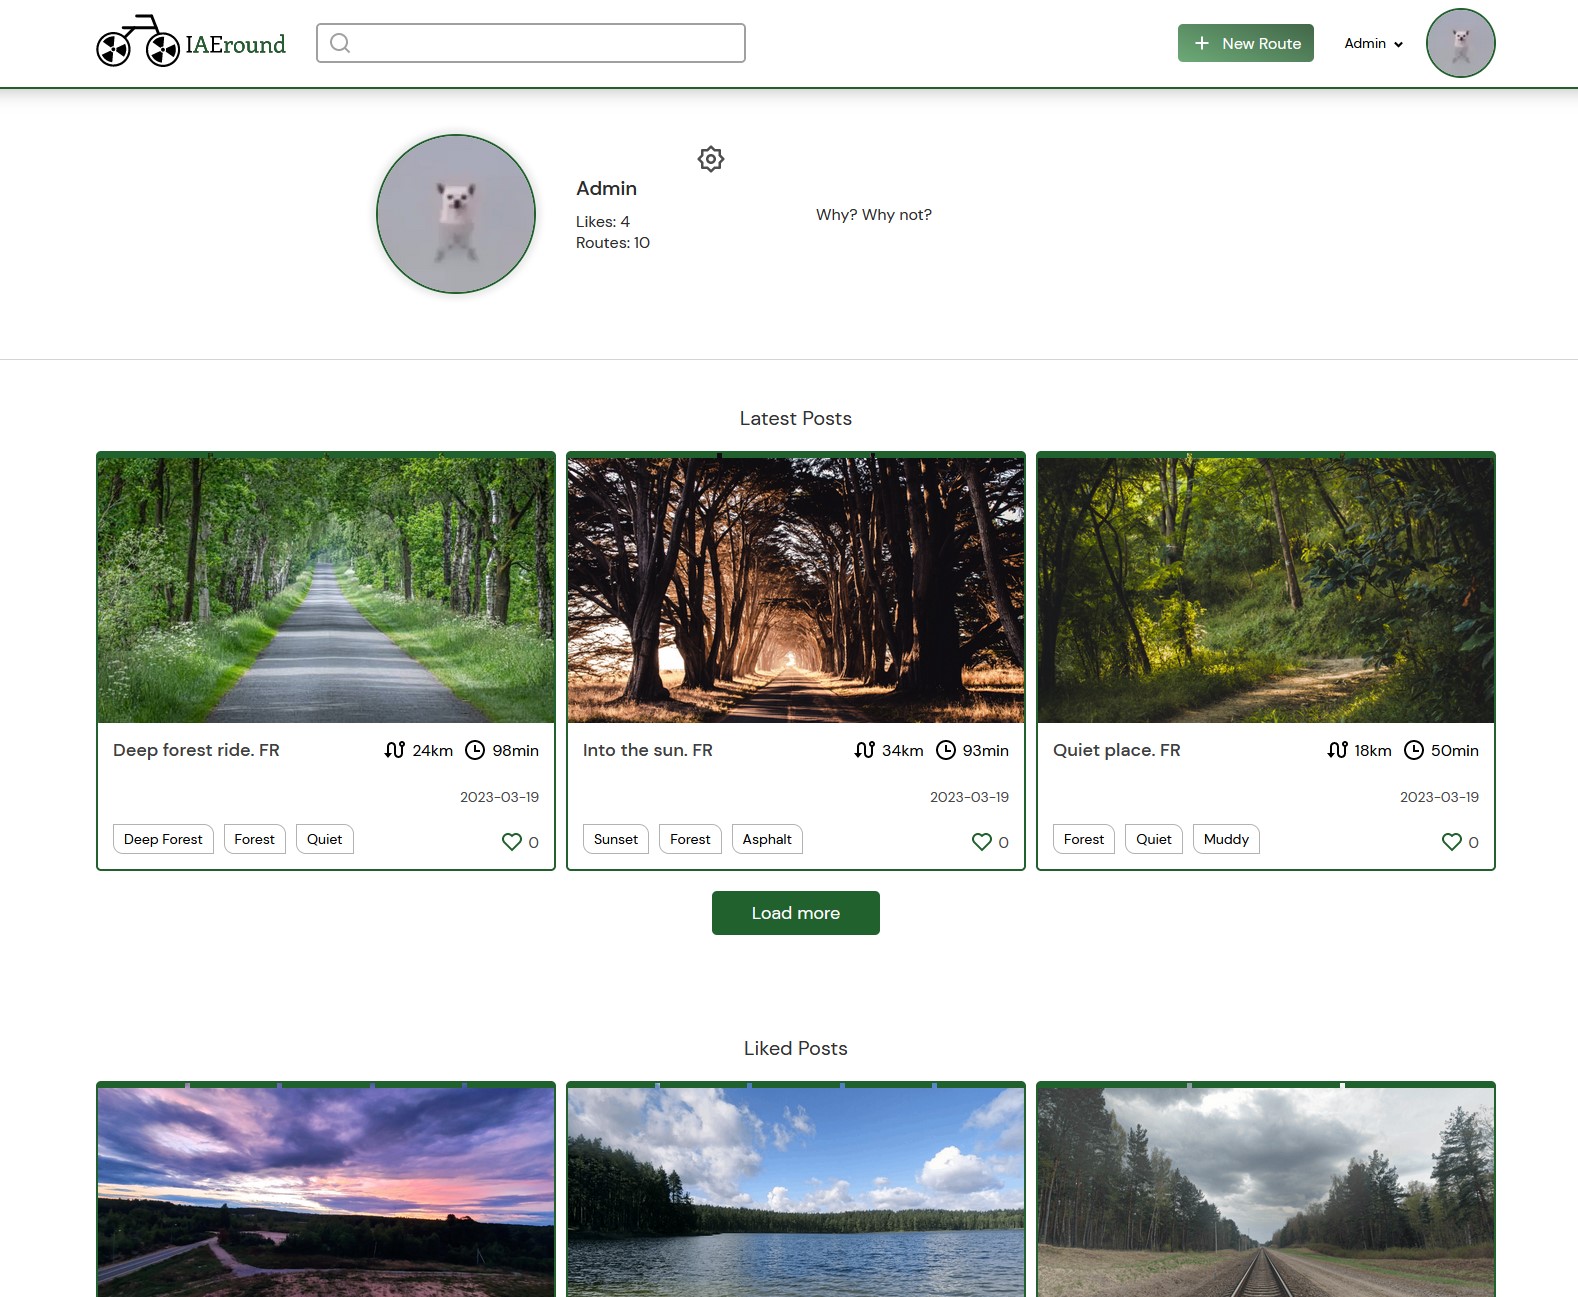 IAEround
New Route
Admin
Admin
Likes: 4
Routes: 10
Why? Why not?
Latest Posts
Deep forest ride. FR
24km
98min
2023-03-19
Deep Forest
Forest
Quiet
0
Into the sun. FR
34km
93min
2023-03-19
Sunset
Forest
Asphalt
0
Quiet place. FR
18km
50min
2023-03-19
Forest
Quiet
Muddy
0
Load more
Liked Posts